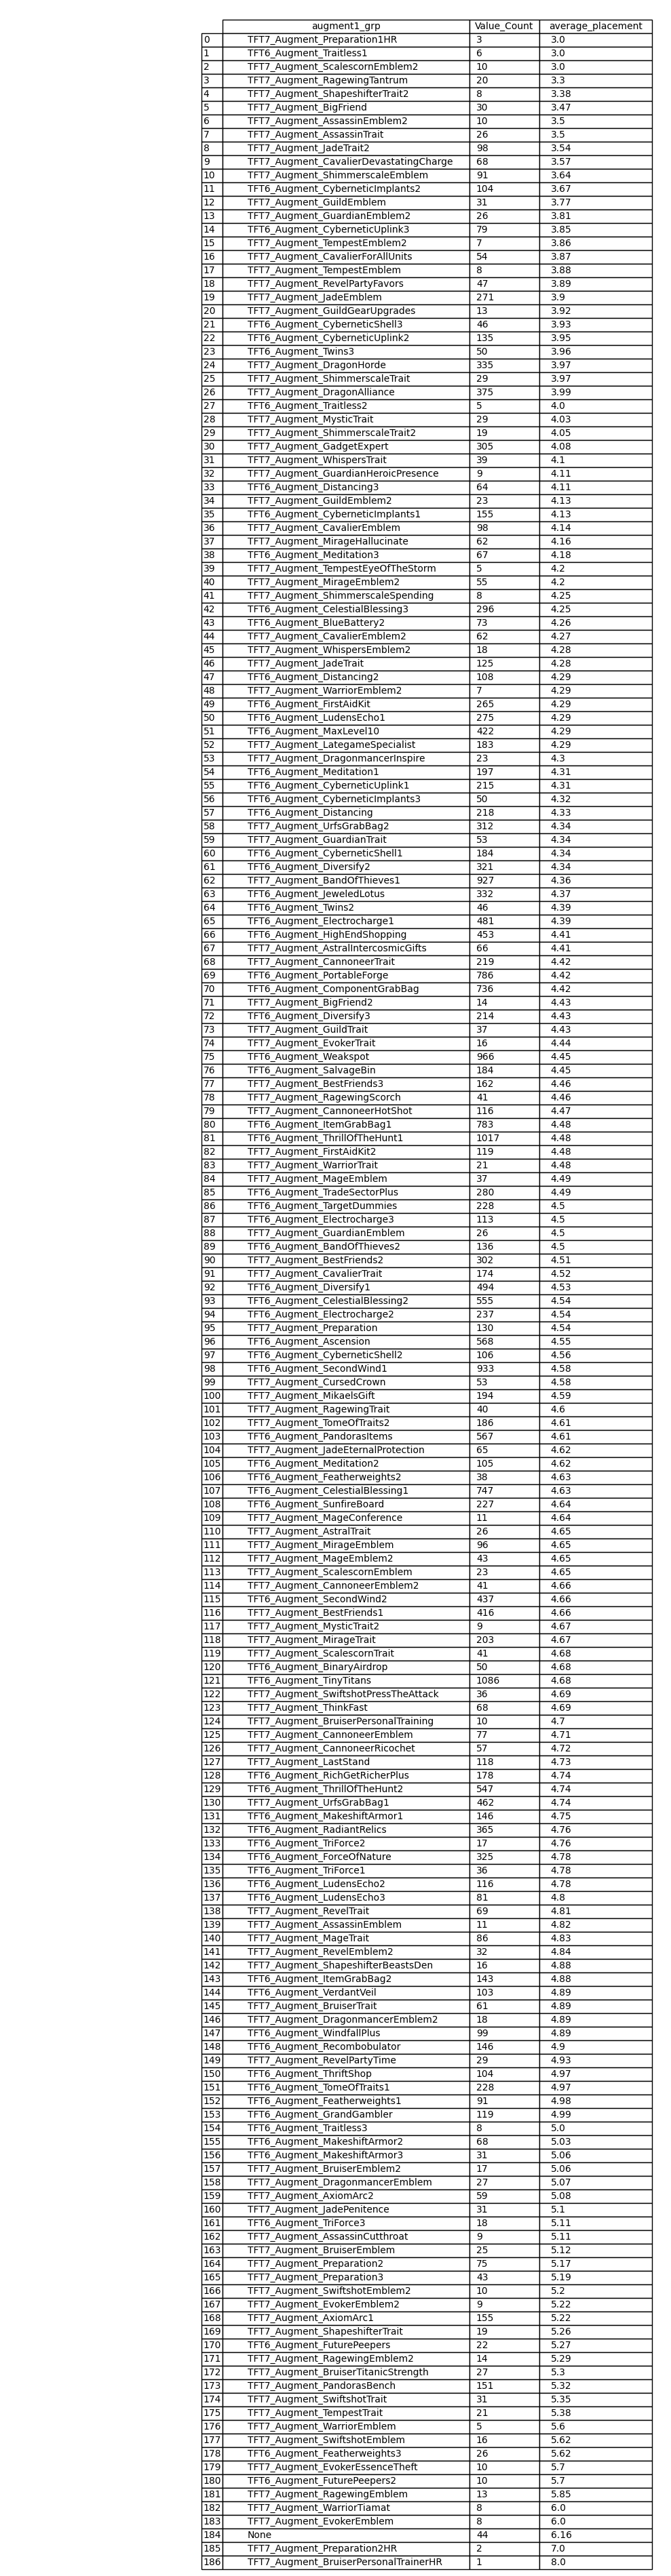 augment1_grp Value_Count average_placement
0 TFT7_Augment_Preparation1HR 3 3.0
1 TFT6_Augment_Traitless1 6 3.0
2 TFT7_Augment_ScalescornEmblem2 10 3.0
3 TFT7_Augment_RagewingTantrum 20 3.3
4 TFT7_Augment_ShapeshifterTrait2 8 3.38
5 TFT7_Augment_BigFriend 30 3.47
6 TFT7_Augment_AssassinEmblem2 10 3.5
7 TFT7_Augment_AssassinTrait 26 3.5
8 TFT7_Augment_JadeTrait2 98 3.54
9 TFT7_Augment_CavalierDevastatingCharge 68 3.57
10 TFT7_Augment_ShimmerscaleEmblem 91 3.64
11 TFT6_Augment_CyberneticImplants2 104 3.67
12 TFT7_Augment_GuildEmblem 31 3.77
13 TFT7_Augment_GuardianEmblem2 26 3.81
14 TFT6_Augment_CyberneticUplink3 79 3.85
15 TFT7_Augment_TempestEmblem2 7 3.86
16 TFT7_Augment_CavalierForAllUnits 54 3.87
17 TFT7_Augment_TempestEmblem 8 3.88
18 TFT7_Augment_RevelPartyFavors 47 3.89
19 TFT7_Augment_JadeEmblem 271 3.9
20 TFT7_Augment_GuildGearUpgrades 13 3.92
21 TFT6_Augment_CyberneticShell3 46 3.93
22 TFT6_Augment_CyberneticUplink2 135 3.95
23 TFT6_Augment_Twins3 50 3.96
24 TFT7_Augment_DragonHorde 335 3.97
25 TFT7_Augment_ShimmerscaleTrait 29 3.97
26 TFT7_Augment_DragonAlliance 375 3.99
27 TFT6_Augment_Traitless2 5 4.0
28 TFT7_Augment_MysticTrait 29 4.03
29 TFT7_Augment_ShimmerscaleTrait2 19 4.05
30 TFT7_Augment_GadgetExpert 305 4.08
31 TFT7_Augment_WhispersTrait 39 4.1
32 TFT7_Augment_GuardianHeroicPresence 9 4.11
33 TFT6_Augment_Distancing3 64 4.11
34 TFT7_Augment_GuildEmblem2 23 4.13
35 TFT6_Augment_CyberneticImplants1 155 4.13
36 TFT7_Augment_CavalierEmblem 98 4.14
37 TFT7_Augment_MirageHallucinate 62 4.16
38 TFT6_Augment_Meditation3 67 4.18
39 TFT7_Augment_TempestEyeOfTheStorm 5 4.2
40 TFT7_Augment_MirageEmblem2 55 4.2
41 TFT7_Augment_ShimmerscaleSpending 8 4.25
42 TFT6_Augment_CelestialBlessing3 296 4.25
43 TFT6_Augment_BlueBattery2 73 4.26
44 TFT7_Augment_CavalierEmblem2 62 4.27
45 TFT7_Augment_WhispersEmblem2 18 4.28
46 TFT7_Augment_JadeTrait 125 4.28
47 TFT6_Augment_Distancing2 108 4.29
48 TFT7_Augment_WarriorEmblem2 7 4.29
49 TFT6_Augment_FirstAidKit 265 4.29
50 TFT6_Augment_LudensEcho1 275 4.29
51 TFT6_Augment_MaxLevel10 422 4.29
52 TFT7_Augment_LategameSpecialist 183 4.29
53 TFT7_Augment_DragonmancerInspire 23 4.3
54 TFT6_Augment_Meditation1 197 4.31
55 TFT6_Augment_CyberneticUplink1 215 4.31
56 TFT6_Augment_CyberneticImplants3 50 4.32
57 TFT6_Augment_Distancing 218 4.33
58 TFT7_Augment_UrfsGrabBag2 312 4.34
59 TFT7_Augment_GuardianTrait 53 4.34
60 TFT6_Augment_CyberneticShell1 184 4.34
61 TFT6_Augment_Diversify2 321 4.34
62 TFT7_Augment_BandOfThieves1 927 4.36
63 TFT6_Augment_JeweledLotus 332 4.37
64 TFT6_Augment_Twins2 46 4.39
65 TFT6_Augment_Electrocharge1 481 4.39
66 TFT6_Augment_HighEndShopping 453 4.41
67 TFT7_Augment_AstralIntercosmicGifts 66 4.41
68 TFT7_Augment_CannoneerTrait 219 4.42
69 TFT6_Augment_PortableForge 786 4.42
70 TFT6_Augment_ComponentGrabBag 736 4.42
71 TFT7_Augment_BigFriend2 14 4.43
72 TFT6_Augment_Diversify3 214 4.43
73 TFT7_Augment_GuildTrait 37 4.43
74 TFT7_Augment_EvokerTrait 16 4.44
75 TFT6_Augment_Weakspot 966 4.45
76 TFT6_Augment_SalvageBin 184 4.45
77 TFT7_Augment_BestFriends3 162 4.46
78 TFT7_Augment_RagewingScorch 41 4.46
79 TFT7_Augment_CannoneerHotShot 116 4.47
80 TFT6_Augment_ItemGrabBag1 783 4.48
81 TFT6_Augment_ThrillOfTheHunt1 1017 4.48
82 TFT7_Augment_FirstAidKit2 119 4.48
83 TFT7_Augment_WarriorTrait 21 4.48
84 TFT7_Augment_MageEmblem 37 4.49
85 TFT6_Augment_TradeSectorPlus 280 4.49
86 TFT6_Augment_TargetDummies 228 4.5
87 TFT6_Augment_Electrocharge3 113 4.5
88 TFT7_Augment_GuardianEmblem 26 4.5
89 TFT6_Augment_BandOfThieves2 136 4.5
90 TFT7_Augment_BestFriends2 302 4.51
91 TFT7_Augment_CavalierTrait 174 4.52
92 TFT6_Augment_Diversify1 494 4.53
93 TFT6_Augment_CelestialBlessing2 555 4.54
94 TFT6_Augment_Electrocharge2 237 4.54
95 TFT7_Augment_Preparation 130 4.54
96 TFT6_Augment_Ascension 568 4.55
97 TFT6_Augment_CyberneticShell2 106 4.56
98 TFT6_Augment_SecondWind1 933 4.58
99 TFT7_Augment_CursedCrown 53 4.58
100 TFT7_Augment_MikaelsGift 194 4.59
101 TFT7_Augment_RagewingTrait 40 4.6
102 TFT7_Augment_TomeOfTraits2 186 4.61
103 TFT6_Augment_PandorasItems 567 4.61
104 TFT7_Augment_JadeEternalProtection 65 4.62
105 TFT6_Augment_Meditation2 105 4.62
106 TFT6_Augment_Featherweights2 38 4.63
107 TFT6_Augment_CelestialBlessing1 747 4.63
108 TFT6_Augment_SunfireBoard 227 4.64
109 TFT7_Augment_MageConference 11 4.64
110 TFT7_Augment_AstralTrait 26 4.65
111 TFT7_Augment_MirageEmblem 96 4.65
112 TFT7_Augment_MageEmblem2 43 4.65
113 TFT7_Augment_ScalescornEmblem 23 4.65
114 TFT7_Augment_CannoneerEmblem2 41 4.66
115 TFT6_Augment_SecondWind2 437 4.66
116 TFT7_Augment_BestFriends1 416 4.66
117 TFT7_Augment_MysticTrait2 9 4.67
118 TFT7_Augment_MirageTrait 203 4.67
119 TFT7_Augment_ScalescornTrait 41 4.68
120 TFT6_Augment_BinaryAirdrop 50 4.68
121 TFT6_Augment_TinyTitans 1086 4.68
122 TFT7_Augment_SwiftshotPressTheAttack 36 4.69
123 TFT7_Augment_ThinkFast 68 4.69
124 TFT7_Augment_BruiserPersonalTraining 10 4.7
125 TFT7_Augment_CannoneerEmblem 77 4.71
126 TFT7_Augment_CannoneerRicochet 57 4.72
127 TFT7_Augment_LastStand 118 4.73
128 TFT6_Augment_RichGetRicherPlus 178 4.74
129 TFT6_Augment_ThrillOfTheHunt2 547 4.74
130 TFT7_Augment_UrfsGrabBag1 462 4.74
131 TFT6_Augment_MakeshiftArmor1 146 4.75
132 TFT6_Augment_RadiantRelics 365 4.76
133 TFT6_Augment_TriForce2 17 4.76
134 TFT6_Augment_ForceOfNature 325 4.78
135 TFT6_Augment_TriForce1 36 4.78
136 TFT6_Augment_LudensEcho2 116 4.78
137 TFT6_Augment_LudensEcho3 81 4.8
138 TFT7_Augment_RevelTrait 69 4.81
139 TFT7_Augment_AssassinEmblem 11 4.82
140 TFT7_Augment_MageTrait 86 4.83
141 TFT7_Augment_RevelEmblem2 32 4.84
142 TFT7_Augment_ShapeshifterBeastsDen 16 4.88
143 TFT6_Augment_ItemGrabBag2 143 4.88
144 TFT6_Augment_VerdantVeil 103 4.89
145 TFT7_Augment_BruiserTrait 61 4.89
146 TFT7_Augment_DragonmancerEmblem2 18 4.89
147 TFT6_Augment_WindfallPlus 99 4.89
148 TFT6_Augment_Recombobulator 146 4.9
149 TFT7_Augment_RevelPartyTime 29 4.93
150 TFT6_Augment_ThriftShop 104 4.97
151 TFT6_Augment_TomeOfTraits1 228 4.97
152 TFT6_Augment_Featherweights1 91 4.98
153 TFT6_Augment_GrandGambler 119 4.99
154 TFT6_Augment_Traitless3 8 5.0
155 TFT6_Augment_MakeshiftArmor2 68 5.03
156 TFT6_Augment_MakeshiftArmor3 31 5.06
157 TFT7_Augment_BruiserEmblem2 17 5.06
158 TFT7_Augment_DragonmancerEmblem 27 5.07
159 TFT7_Augment_AxiomArc2 59 5.08
160 TFT7_Augment_JadePenitence 31 5.1
161 TFT6_Augment_TriForce3 18 5.11
162 TFT7_Augment_AssassinCutthroat 9 5.11
163 TFT7_Augment_BruiserEmblem 25 5.12
164 TFT7_Augment_Preparation2 75 5.17
165 TFT7_Augment_Preparation3 43 5.19
166 TFT7_Augment_SwiftshotEmblem2 10 5.2
167 TFT7_Augment_EvokerEmblem2 9 5.22
168 TFT7_Augment_AxiomArc1 155 5.22
169 TFT7_Augment_ShapeshifterTrait 19 5.26
170 TFT6_Augment_FuturePeepers 22 5.27
171 TFT7_Augment_RagewingEmblem2 14 5.29
172 TFT7_Augment_BruiserTitanicStrength 27 5.3
173 TFT7_Augment_PandorasBench 151 5.32
174 TFT7_Augment_SwiftshotTrait 31 5.35
175 TFT7_Augment_TempestTrait 21 5.38
176 TFT7_Augment_WarriorEmblem 5 5.6
177 TFT7_Augment_SwiftshotEmblem 16 5.62
178 TFT6_Augment_Featherweights3 26 5.62
179 TFT7_Augment_EvokerEssenceTheft 10 5.7
180 TFT6_Augment_FuturePeepers2 10 5.7
181 TFT7_Augment_RagewingEmblem 13 5.85
182 TFT7_Augment_WarriorTiamat 8 6.0
183 TFT7_Augment_EvokerEmblem 8 6.0
184 None 44 6.16
185 TFT7_Augment_Preparation2HR 2 7.0
186 TFT7_Augment_BruiserPersonalTrainerHR 1 8.0